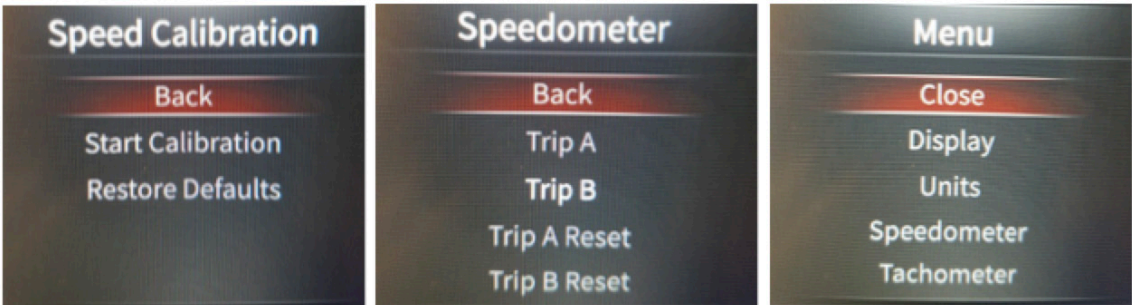 Speed Calibration
Back
Start Calibration
Restore Defaults
Speedometer
Back
Trip A
Trip B
Trip A Reset
Trip B Reset
Menu
Close
Display
Units
Speedometer
Tachometer